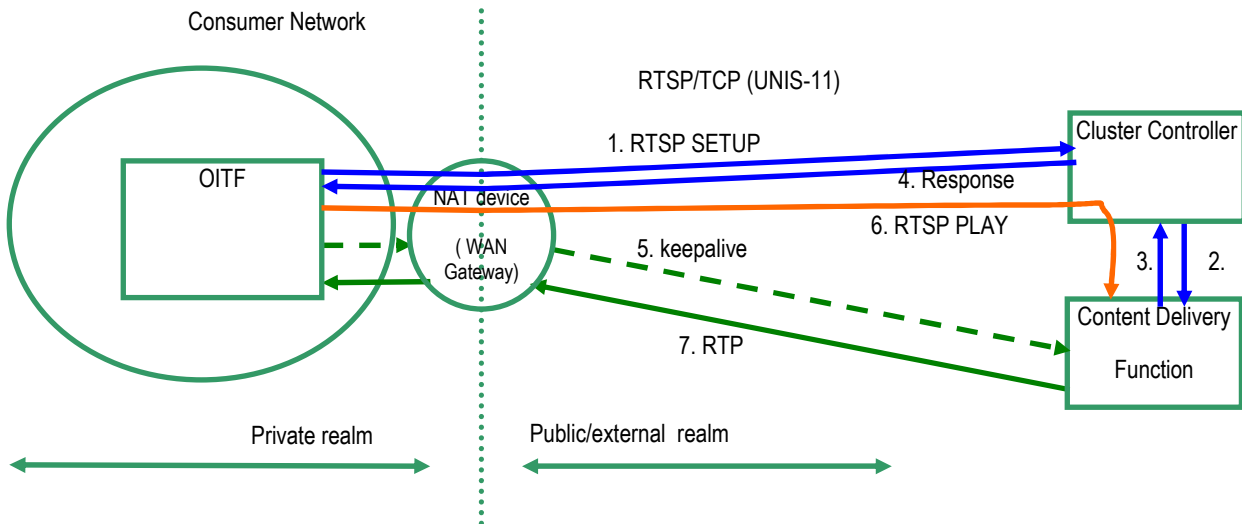 Consumer Network
RTSP/TCP (UNIS-11)
1. RTSP SETUP
Cluster Controller
OITF
4. Response
NAT device
6. RTSP PLAY
( WAN
Gateway)
5. keepalive
3.
2.
Content Delivery
Function
7. RTP
Private realm
Public/external realm